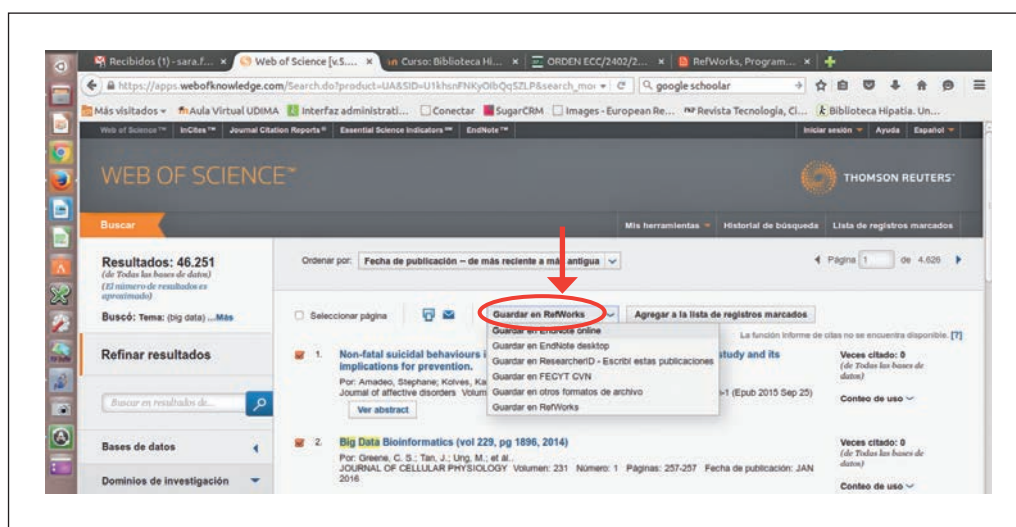 Recibidos (1) - sara.f... × Web of Science [v.5.... × Curso: Biblioteca Hi... × ORDEN ECC/2402/2... × RefWorks, Program... ×
https://apps.webofknowledge.com/Search.do?product=UA&SID=U1khsnFNKyOlbQqSZLP&search_mo google schoolar
Más visitados Aula Virtual UDIMA Interfaz administrati... Conectar SugarCRM Images - European Re... Revista Tecnología, Ci... Biblioteca Hipatia. Un...
Web of Science™ InCites™ Journal Citation Reports® Essential Science Indicators℠ EndNote™ Iniciar sesión Ayuda Español
WEB OF SCIENCE™ THOMSON REUTERS™
Buscar Mis herramientas Historial de búsqueda Lista de registros marcados
Resultados: 46.251 Ordenar por: Fecha de publicación – de más reciente a más antigua Página 1 de 4.626
(de Todas las bases de datos)
(El número de resultados es
aproximado)
Buscó: Tema: (big data) ...Más Seleccionar página Guardar en RefWorks Agregar a la lista de registros marcados
Guardar en EndNote online
La función Informe de citas no se encuentra disponible. [?]
Guardar en EndNote desktop
Guardar en ResearcherID - Escribí estas publicaciones
Guardar en FECYT CVN
Guardar en otros formatos de archivo
Guardar en RefWorks
Refinar resultados
Buscar en resultados de...
Bases de datos
Dominios de investigación
1. Non-fatal suicidal behaviours i study and its
implications for prevention.
Por: Amadeo, Stephane; Kolves, Ka
Journal of affective disorders Volum n-1 (Epub 2015 Sep 25)
Ver abstract
Veces citado: 0
(de Todas las bases de
datos)
Conteo de uso
2. Big Data Bioinformatics (vol 229, pg 1896, 2014)
Por: Greene, C. S.; Tan, J.; Ung, M.; et al..
JOURNAL OF CELLULAR PHYSIOLOGY Volumen: 231 Número: 1 Páginas: 257-257 Fecha de publicación: JAN
2016
Veces citado: 0
(de Todas las bases de
datos)
Conteo de uso